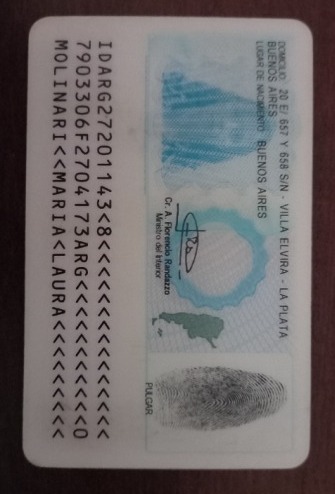 DOMICILIO: 20 E/ 657 Y 658 S/N - VILLA ELVIRA - LA PLATA
BUENOS AIRES
LUGAR DE NACIMIENTO: BUENOS AIRES
Cr. A. Florencio Randazzo
Ministro del Interior
PULGAR
IDARG27201143<8<<<<<<<<<<<<<<<
7903306F2704173ARG<<<<<<<<<<<0
MOLINARI<<MARIA<LAURA<<<<<<<<<